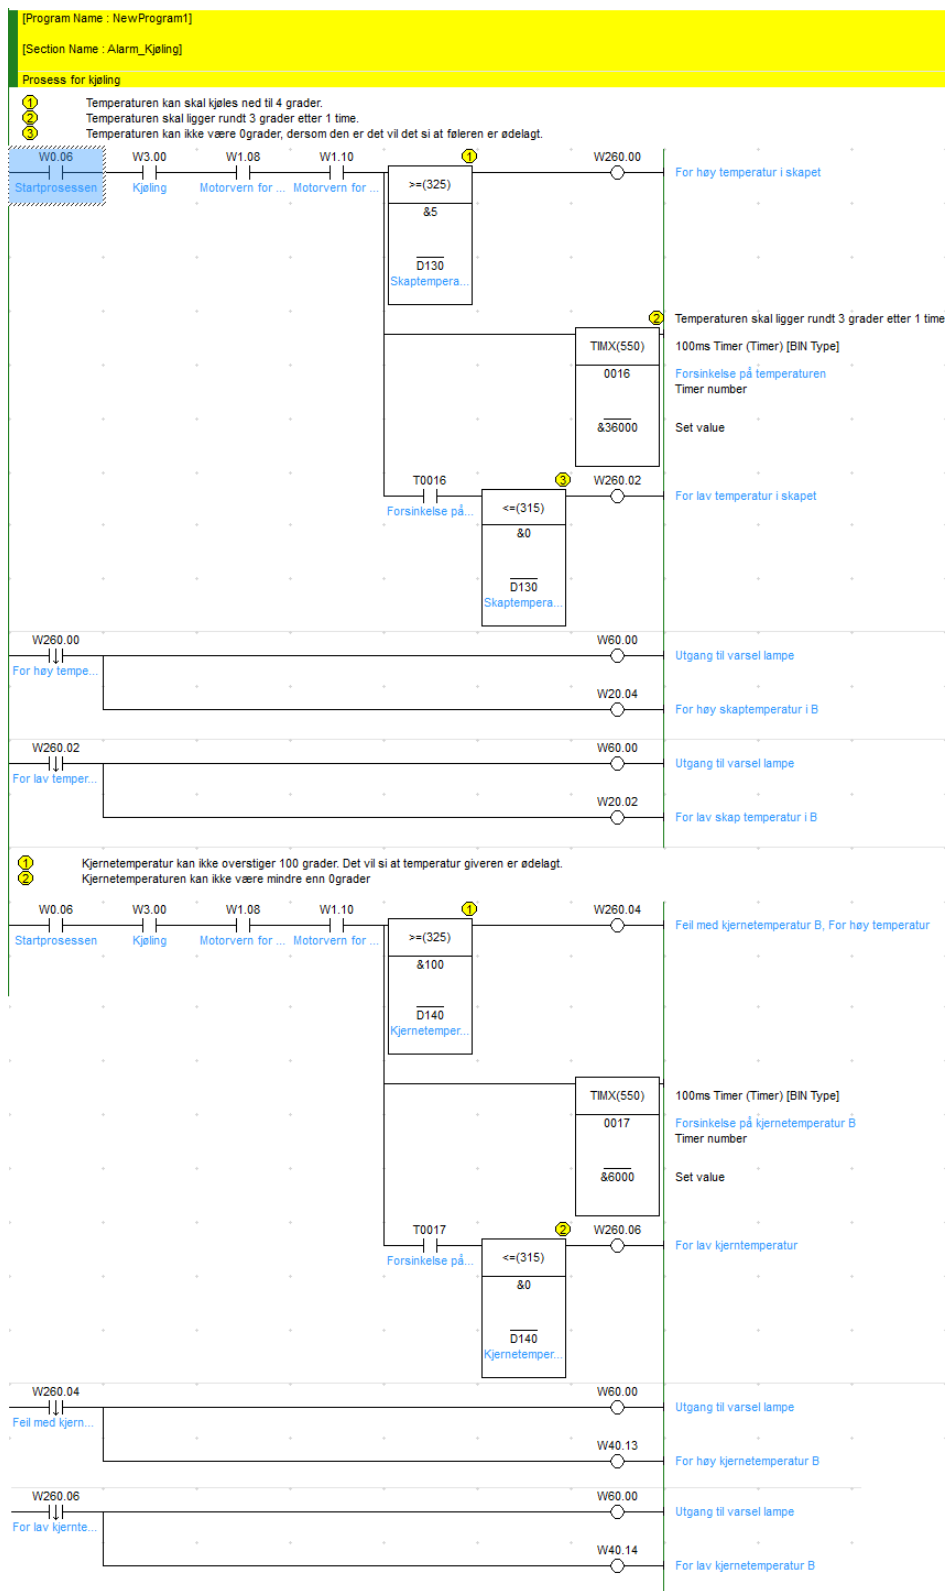 [Program Name : NewProgram1]
[Section Name : Alarm_Kjøling]
Prosess for kjøling
1 Temperaturen kan skal kjøles ned til 4 grader.
2 Temperaturen skal ligger rundt 3 grader etter 1 time.
3 Temperaturen kan ikke være 0grader, dersom den er det vil det si at føleren er ødelagt.
W0.06 W3.00 W1.08 W1.10 1 W260.00
Startprosessen Kjøling Motorvern for ... Motorvern for ... >=(325) For høy temperatur i skapet
&5
D130
Skaptempera...
2 Temperaturen skal ligger rundt 3 grader etter 1 time
TIMX(550) 100ms Timer (Timer) [BIN Type]
0016 Forsinkelse på temperaturen
Timer number
&36000 Set value
T0016 3 W260.02
Forsinkelse på... <=(315) For lav temperatur i skapet
&0
D130
Skaptempera...
W260.00 W60.00
For høy tempe... Utgang til varsel lampe
W20.04
For høy skaptemperatur i B
W260.02 W60.00
For lav temper... Utgang til varsel lampe
W20.02
For lav skap temperatur i B
1 Kjernetemperatur kan ikke overstiger 100 grader. Det vil si at temperatur giveren er ødelagt.
2 Kjernetemperaturen kan ikke være mindre enn 0grader
W0.06 W3.00 W1.08 W1.10 1 W260.04
Startprosessen Kjøling Motorvern for ... Motorvern for ... >=(325) Feil med kjernetemperatur B, For høy temperatur
&100
D140
Kjernetemper...
TIMX(550) 100ms Timer (Timer) [BIN Type]
0017 Forsinkelse på kjernetemperatur B
Timer number
&6000 Set value
T0017 2 W260.06
Forsinkelse på... <=(315) For lav kjerntemperatur
&0
D140
Kjernetemper...
W260.04 W60.00
Feil med kjern... Utgang til varsel lampe
W40.13
For høy kjernetemperatur B
W260.06 W60.00
For lav kjernte... Utgang til varsel lampe
W40.14
For lav kjernetemperatur B